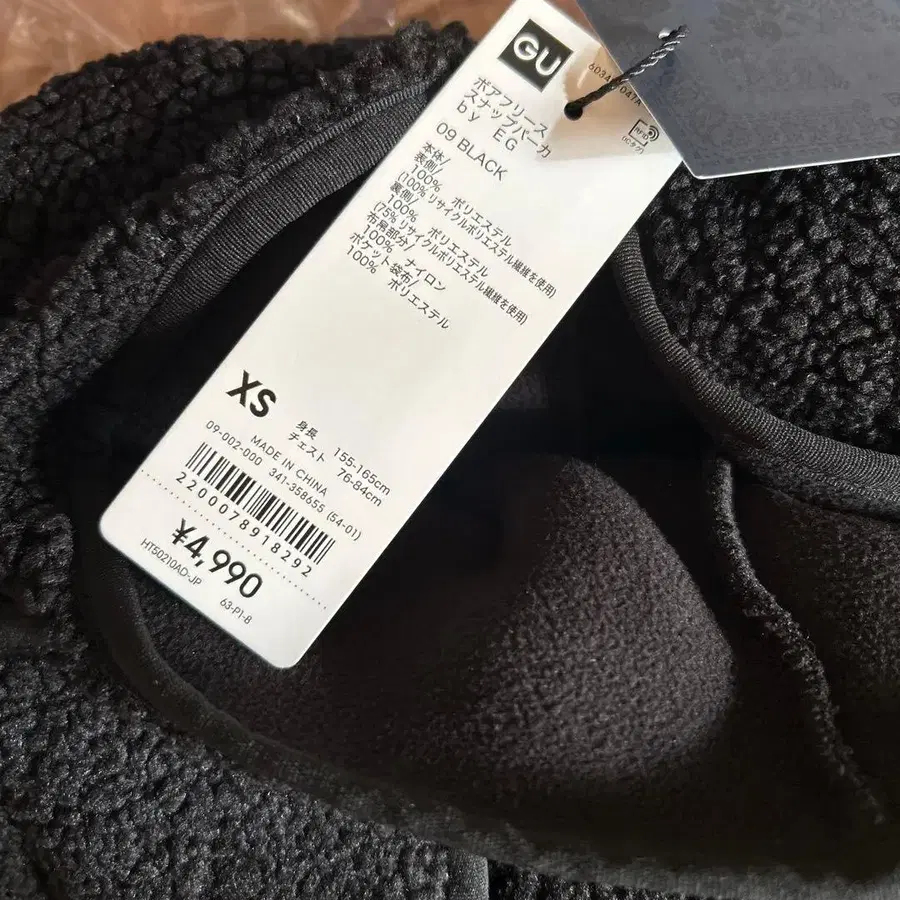 GU
ボアフリース
スナップパーカ
by EG
09 BLACK
本体/
表側/
100% ポリエステル
(100%リサイクルポリエステル繊維を使用)
裏側/
100% ポリエステル
(75%リサイクルポリエステル繊維を使用)
布帛部分/
100% ナイロン
ポケット袋布/
100% ポリエステル
XS
身長 155-165cm
チェスト 76-84cm
MADE IN CHINA
09-002-000 341-358655 (54-01)
2200078918292
¥4,990
HT50210AD-JP 63-P1-8
RFID
(ICタグ)